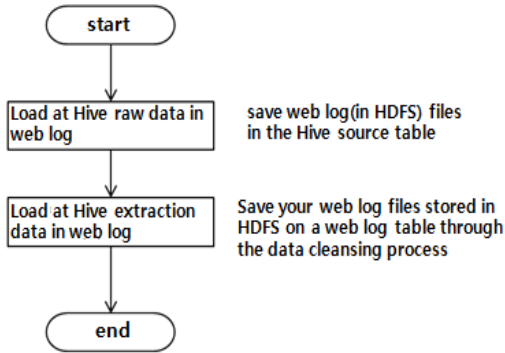 start
Load at Hive raw data in
web log
save web log(in HDFS) files
in the Hive source table
Load at Hive extraction
data in web log
Save your web log files stored in
HDFS on a web log table through
the data cleansing process
end